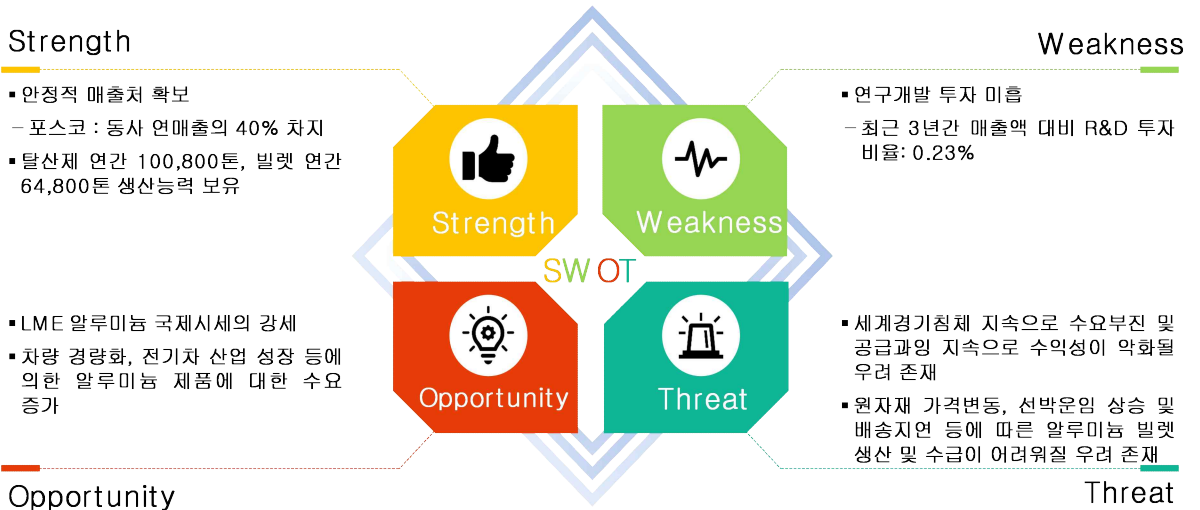 Strength
▪ 안정적 매출처 확보
– 포스코 : 동사 연매출의 40% 차지
▪ 탈산제 연간 100,800톤, 빌렛 연간
64,800톤 생산능력 보유
Weakness
▪ 연구개발 투자 미흡
– 최근 3년간 매출액 대비 R&D 투자
비율: 0.23%
Strength
Weakness
SWOT
Opportunity
Threat
▪ LME 알루미늄 국제시세의 강세
▪ 차량 경량화, 전기차 산업 성장 등에
의한 알루미늄 제품에 대한 수요
증가
Opportunity
▪ 세계경기침체 지속으로 수요부진 및
공급과잉 지속으로 수익성이 악화될
우려 존재
▪ 원자재 가격변동, 선박운임 상승 및
배송지연 등에 따른 알루미늄 빌렛
생산 및 수급이 어려워질 우려 존재
Threat